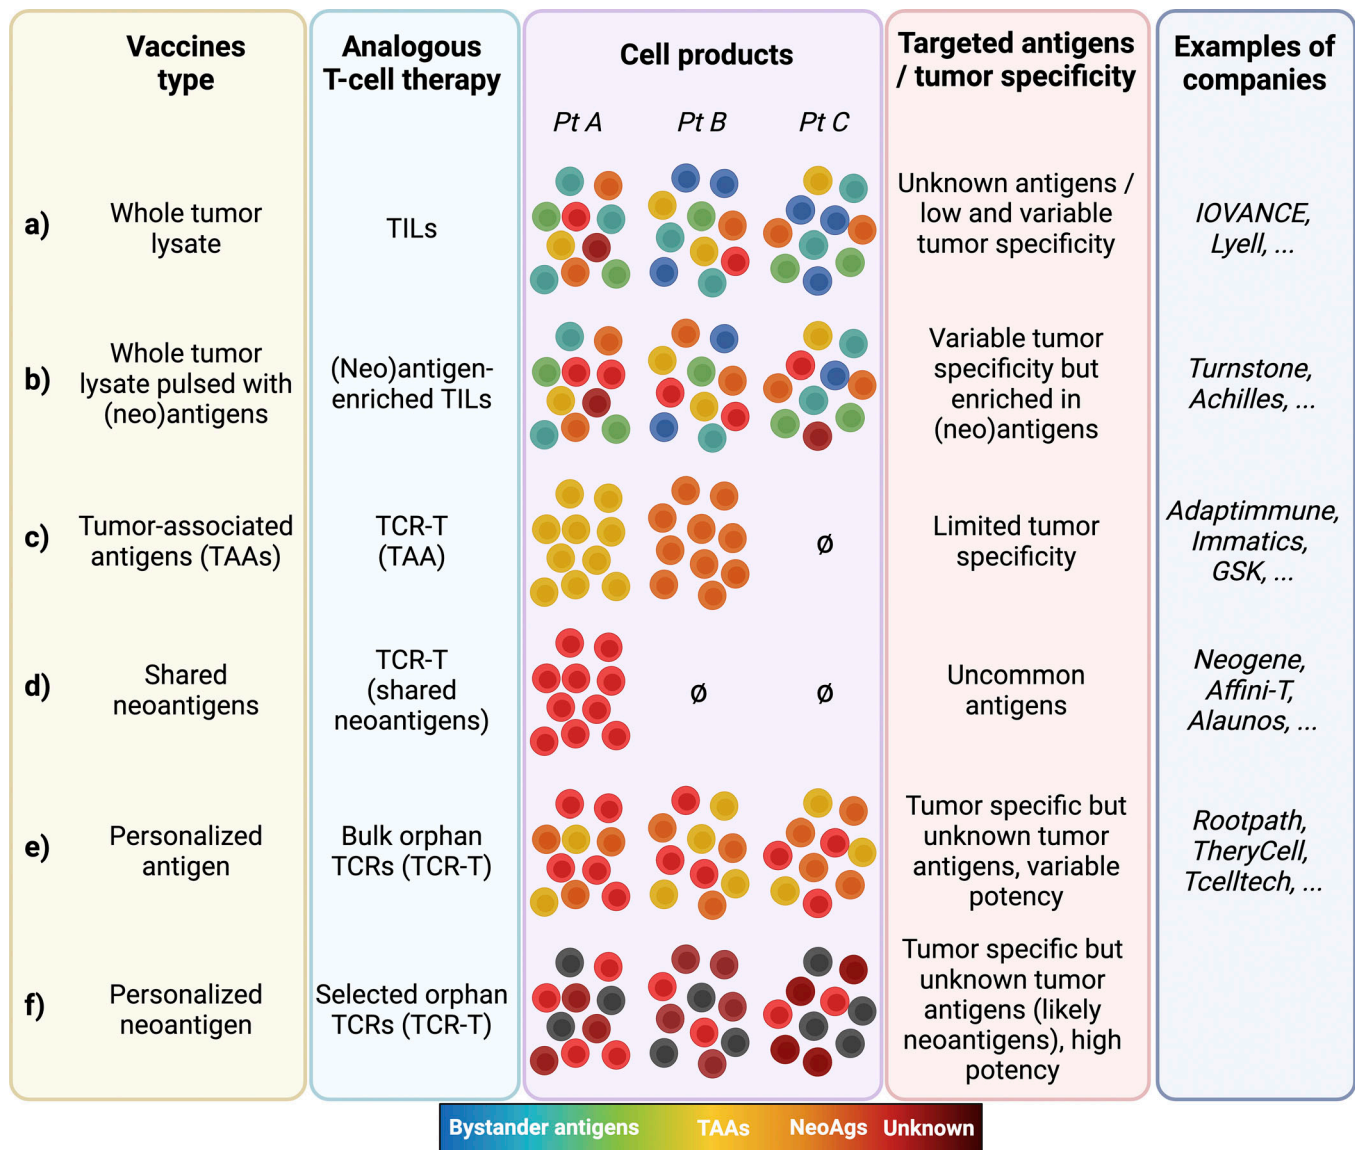 Vaccines
type
Analogous
T-cell therapy
Cell products
Targeted antigens
/ tumor specificity
Examples of
companies
Pt A
Pt B
Pt C
a)
Whole tumor
lysate
TILs
Unknown antigens /
low and variable
tumor specificity
IOVANCE,
Lyell, ...
b)
Whole tumor
lysate pulsed with
(neo)antigens
(Neo)antigen-
enriched TILs
Variable tumor
specificity but
enriched in
(neo)antigens
Turnstone,
Achilles, ...
c)
Tumor-associated
antigens (TAAs)
TCR-T
(TAA)
ø
Limited tumor
specificity
Adaptimmune,
Immatics,
GSK, ...
d)
Shared
neoantigens
TCR-T
(shared
neoantigens)
ø
ø
Uncommon
antigens
Neogene,
Affini-T,
Alaunos, ...
e)
Personalized
antigen
Bulk orphan
TCRs (TCR-T)
Tumor specific but
unknown tumor
antigens, variable
potency
Rootpath,
TheryCell,
Tcelltech, ...
f)
Personalized
neoantigen
Selected orphan
TCRs (TCR-T)
Tumor specific but
unknown tumor
antigens (likely
neoantigens), high
potency
Bystander antigens TAAs NeoAgs Unknown